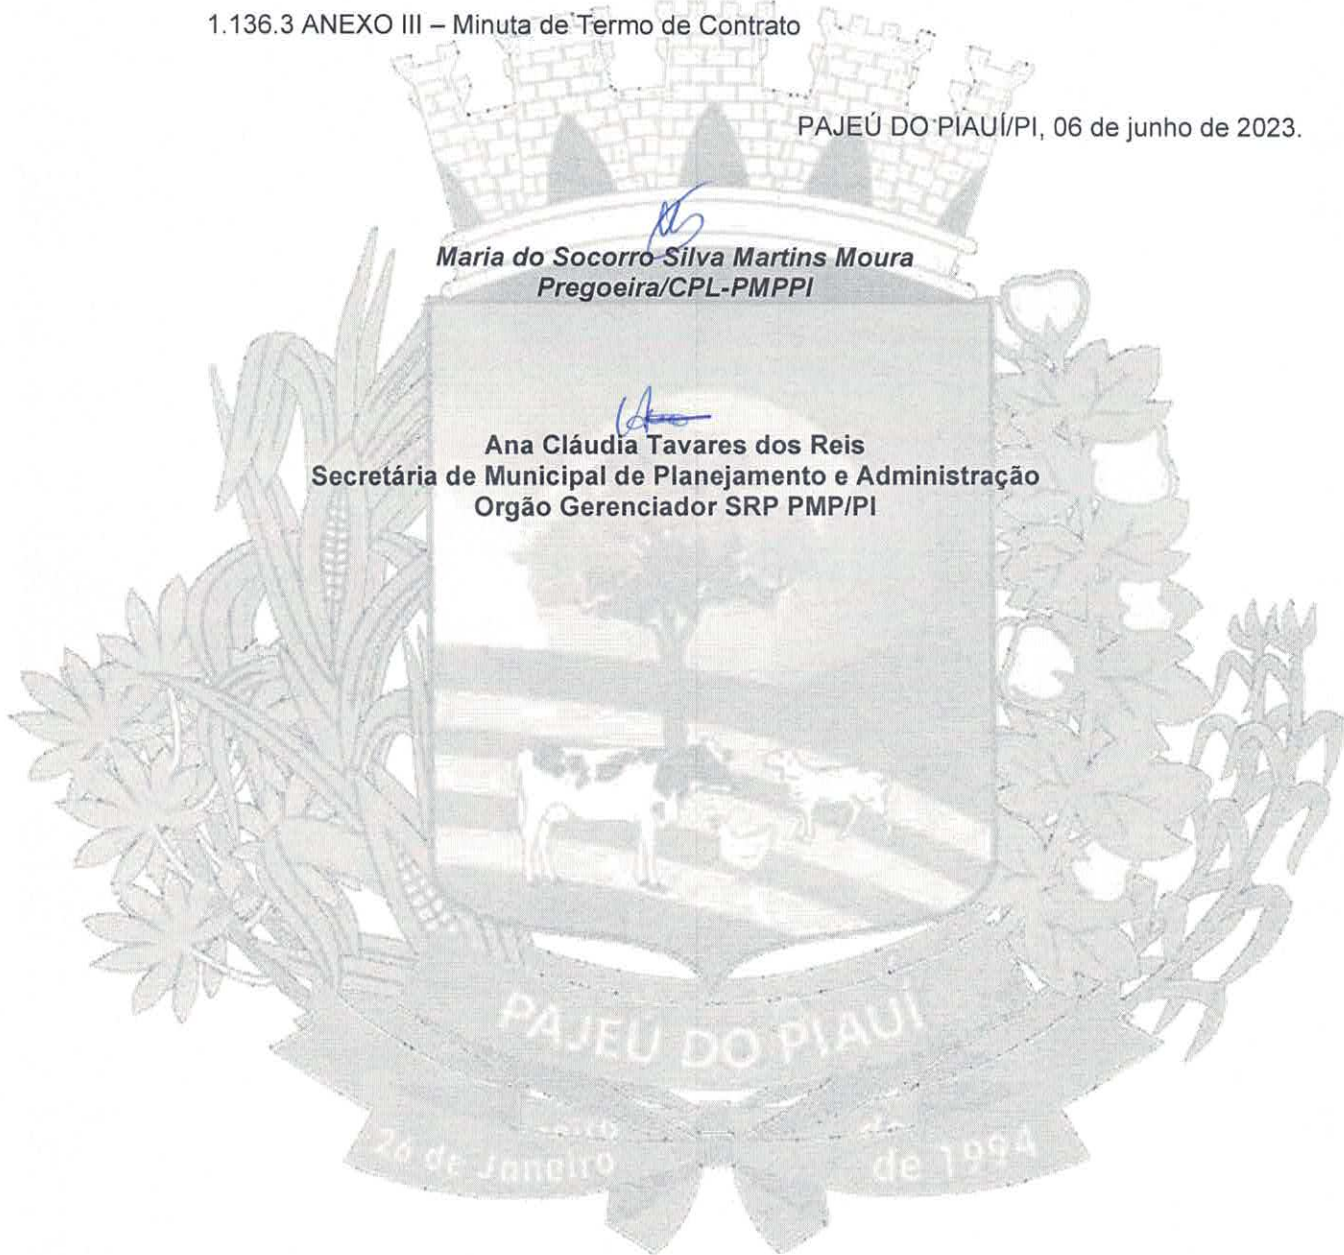 1.136.3 ANEXO III – Minuta de Termo de Contrato
PAJEÚ DO PIAUÍ/PI, 06 de junho de 2023.
Maria do Socorro Silva Martins Moura
Pregoeira/CPL-PMPPI
Ana Cláudia Tavares dos Reis
Secretária de Municipal de Planejamento e Administração
Orgão Gerenciador SRP PMP/PI
PAJEÚ DO PIAUÍ
26 de Janeiro de 1994